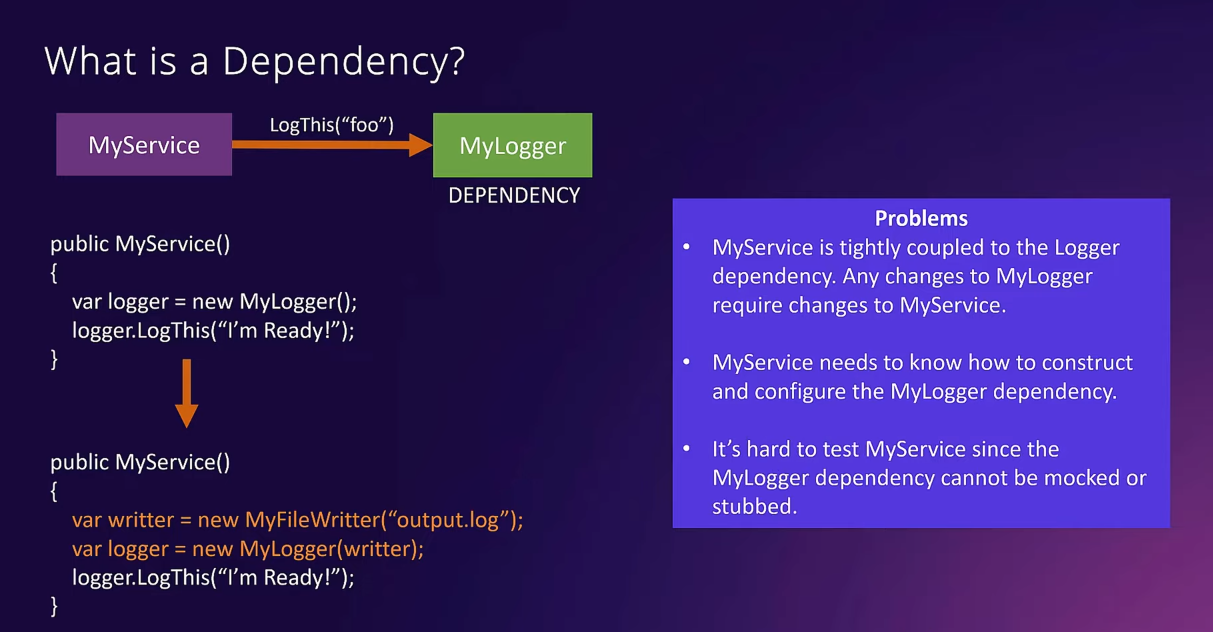 What is a Dependency?
MyService
LogThis(“foo”)
MyLogger
DEPENDENCY
public MyService()
{
var logger = new MyLogger();
logger.LogThis(“I’m Ready!”);
}
public MyService()
{
var writter = new MyFileWritter(“output.log”);
var logger = new MyLogger(writter);
logger.LogThis(“I’m Ready!”);
}
Problems
• MyService is tightly coupled to the Logger
dependency. Any changes to MyLogger
require changes to MyService.
• MyService needs to know how to construct
and configure the MyLogger dependency.
• It’s hard to test MyService since the
MyLogger dependency cannot be mocked or
stubbed.